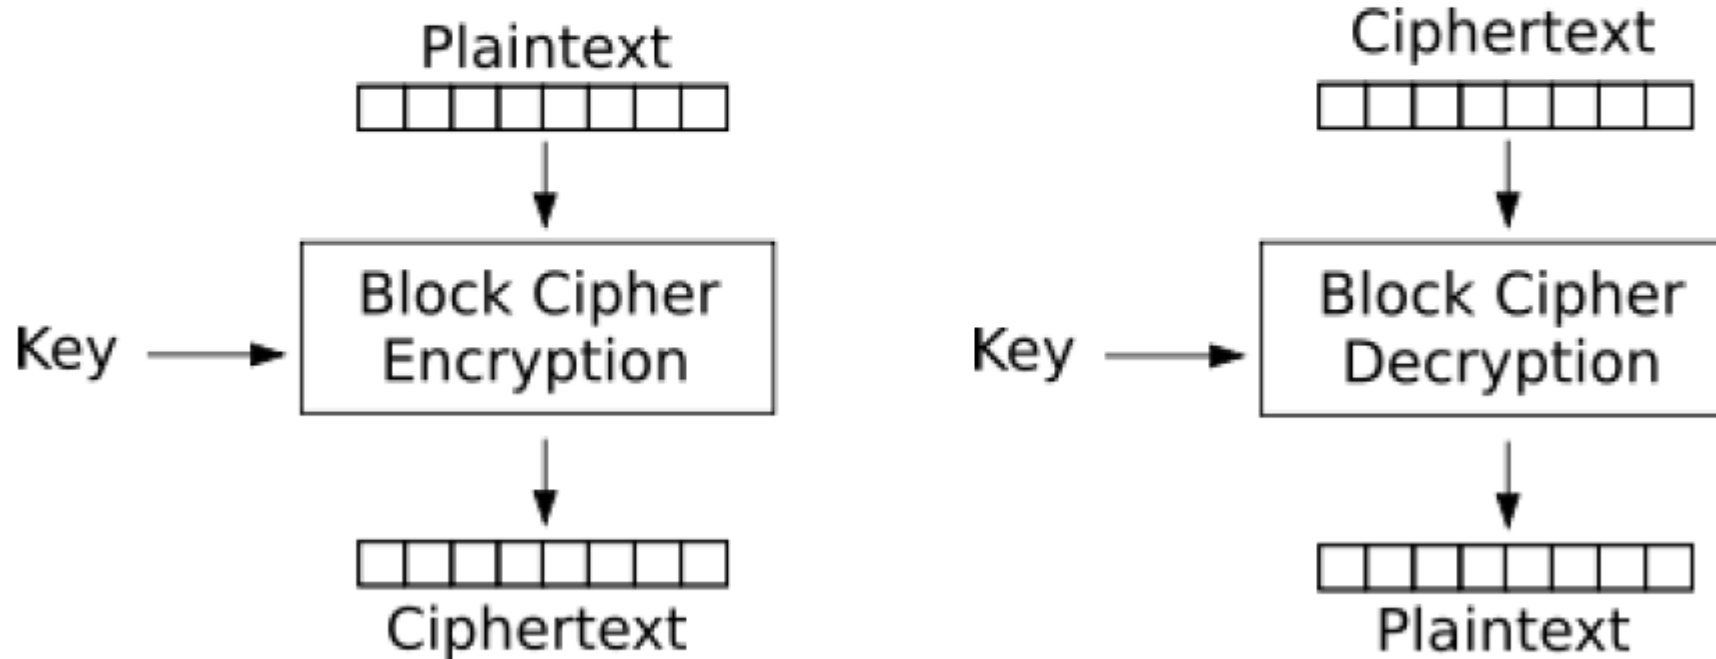 Plaintext
Key
Block Cipher
Encryption
Ciphertext
Ciphertext
Key
Block Cipher
Decryption
Plaintext